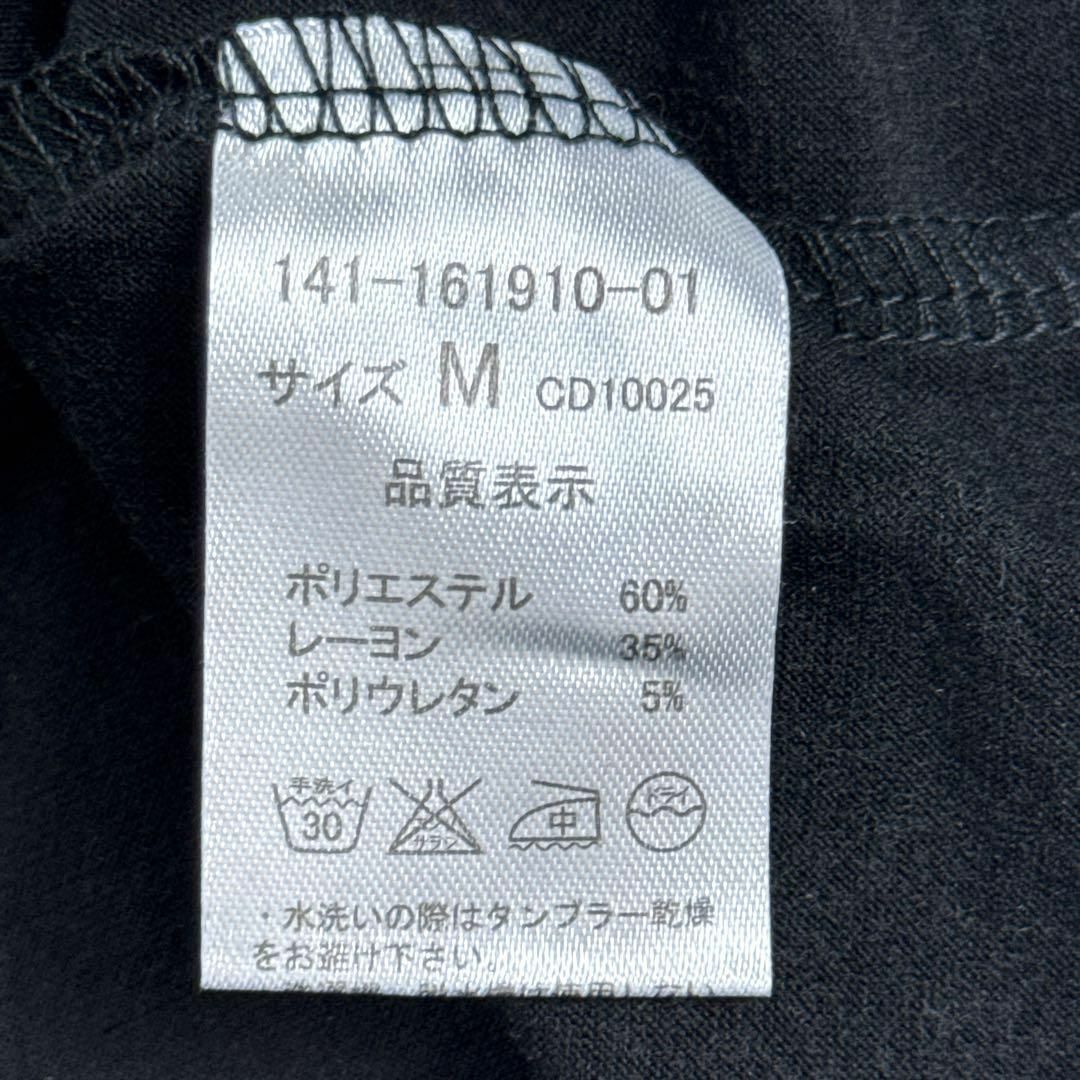 141-161910-01
サイズ M CD10025
品質表示
ポリエステル 60%
レーヨン 35%
ポリウレタン 5%
手洗イ
30
エンソ
サラシ
中
ドライ
・水洗いの際はタンブラー乾燥
をお避け下さい。